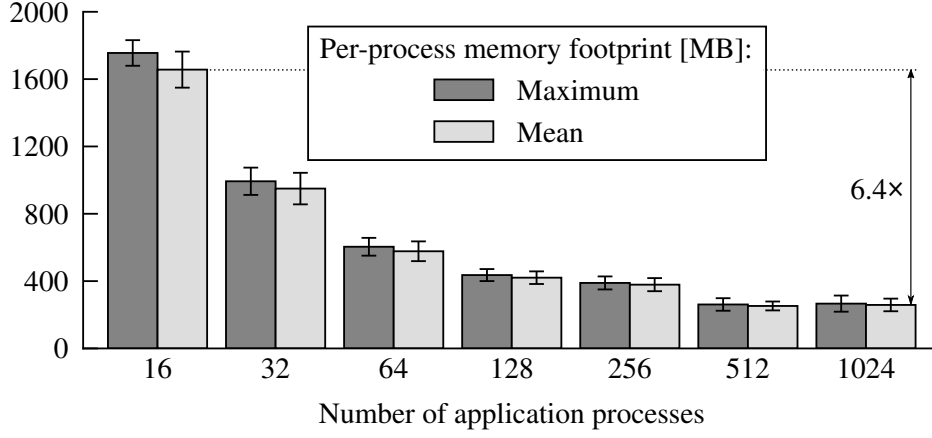 2000
1600
1200
800
400
0
Per-process memory footprint [MB]:
Maximum
Mean
6.4×
16 32 64 128 256 512 1024
Number of application processes